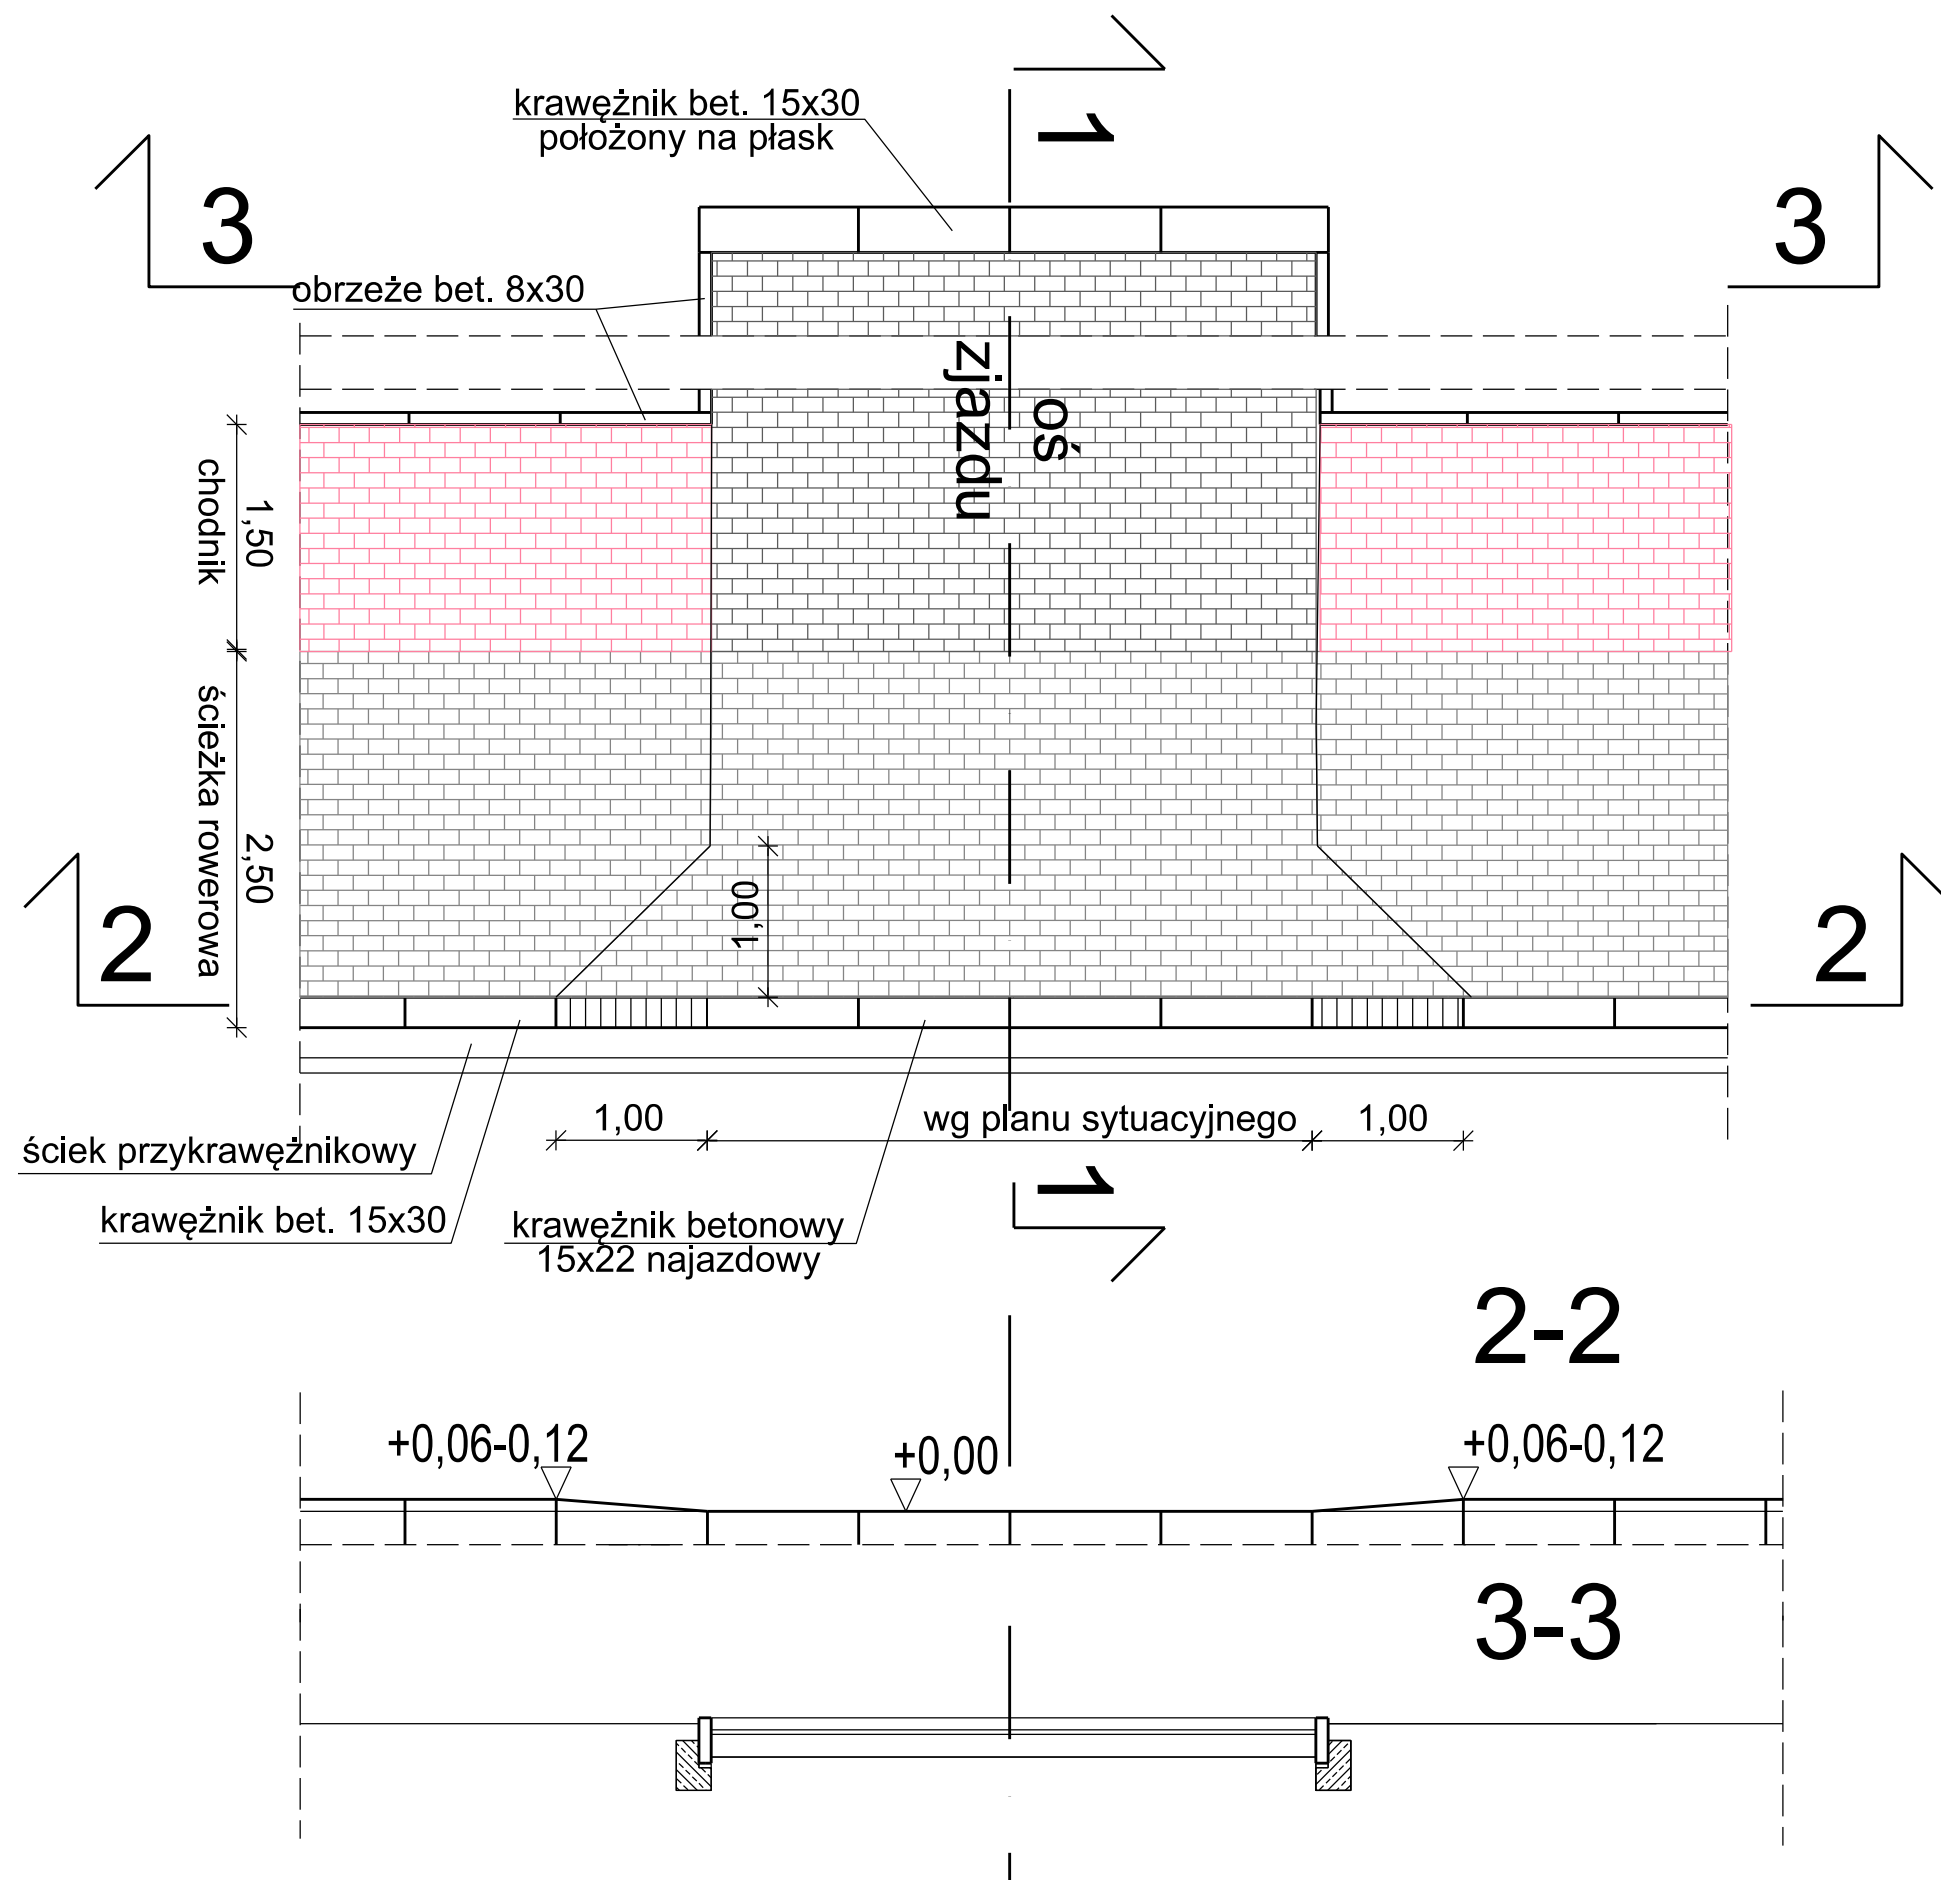 1
krawężnik bet. 15x30
położony na płask
3
3
obrzeże bet. 8x30
oś
zjazdu
1,50
chodnik
2,50
ścieżka rowerowa
1,00
2
2
1,00
wg planu sytuacyjnego
1,00
ściek przykrawężnikowy
1
krawężnik bet. 15x30
krawężnik betonowy
15x22 najazdowy
2-2
+0,06-0,12
+0,00
+0,06-0,12
3-3